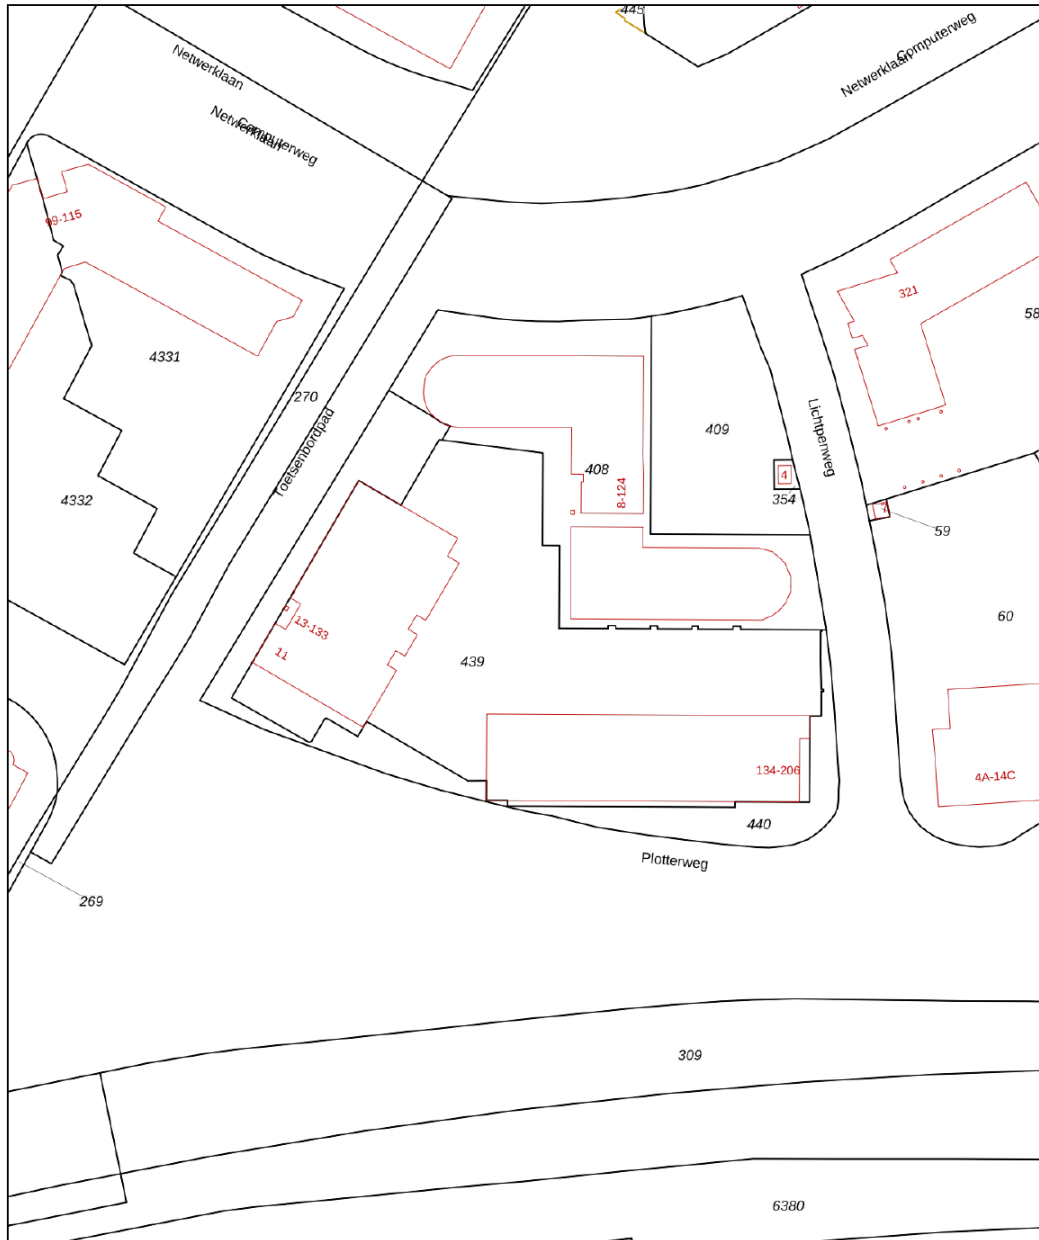 445
Netwerklaan
Computerweg
Netwerklaan
Netwerklaan
Computerweg
99-115
321
58
4331
270
Toetsenbordpad
409
Lichtpenweg
408
4
8-124
354
4332
59
60
13-133
11
439
134-206
4A-14C
440
Plotterweg
269
309
6380